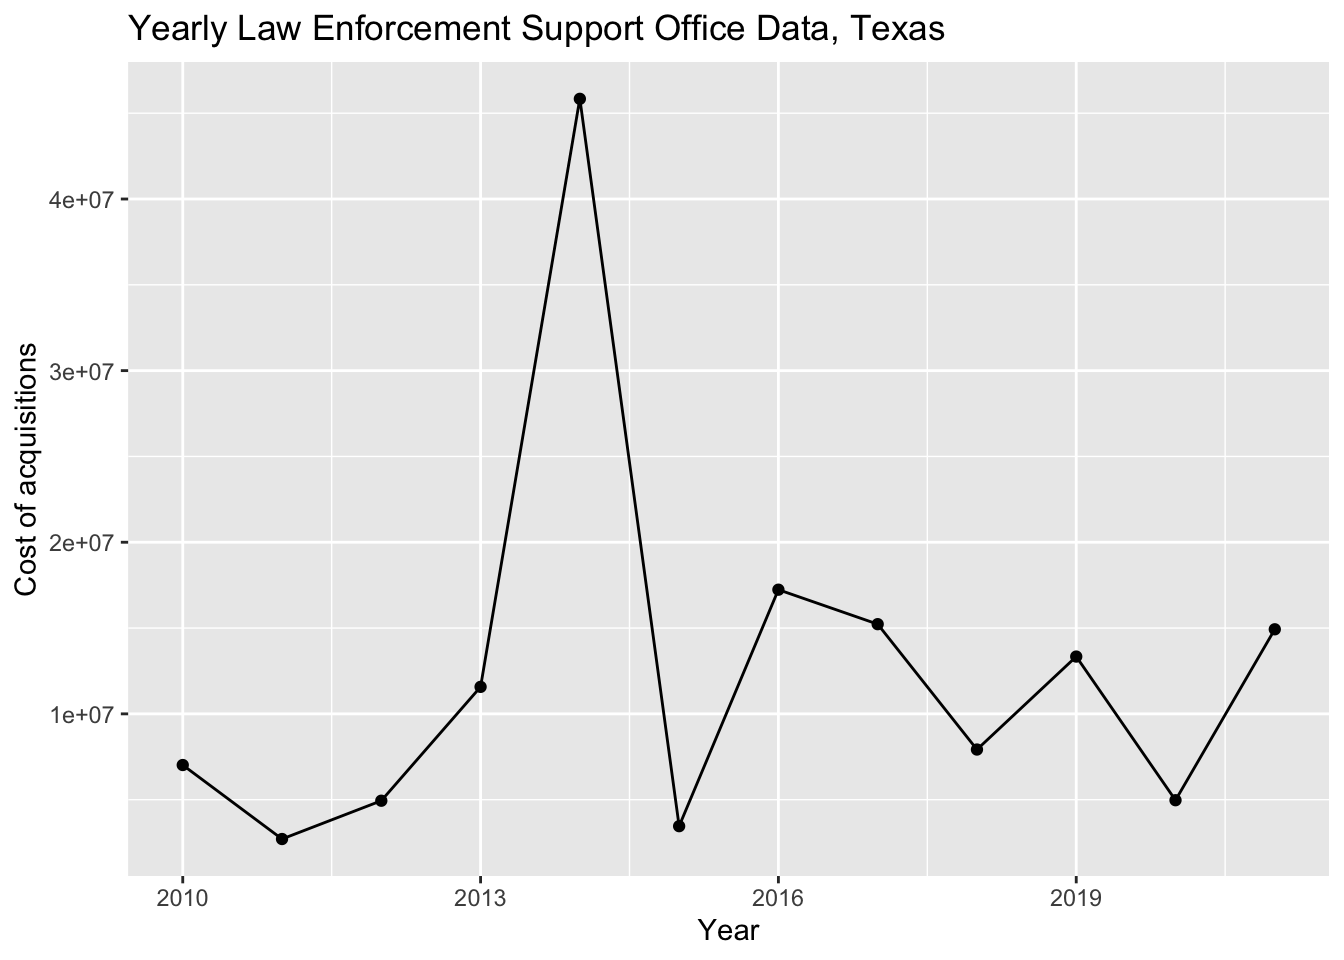 Yearly Law Enforcement Support Office Data, Texas
4e+07
3e+07
2e+07
1e+07
Cost of acquisitions
2010 2013 2016 2019
Year